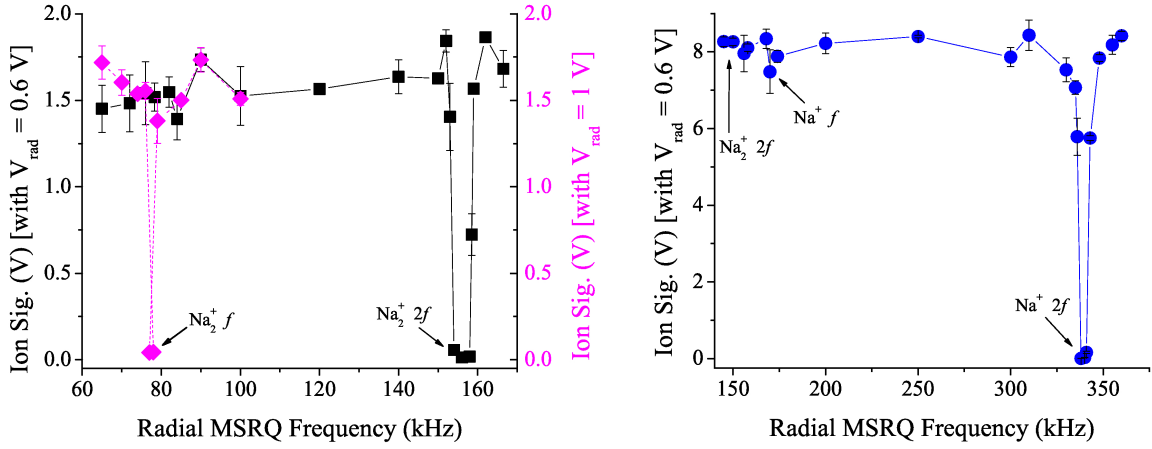 Ion Sig. (V) [with V_rad = 0.6 V]
2.0
1.5
1.0
0.5
0.0
Na₂⁺ f
Na₂⁺ 2f
60
80
100
120
140
160
Radial MSRQ Frequency (kHz)
2.0
1.5
1.0
0.5
0.0
Ion Sig. (V) [with V_rad = 1 V]
Ion Sig. (V) [with V_rad = 0.6 V]
8
6
4
2
0
Na⁺ f
Na₂⁺ 2f
Na⁺ 2f
150
200
250
300
350
Radial MSRQ Frequency (kHz)